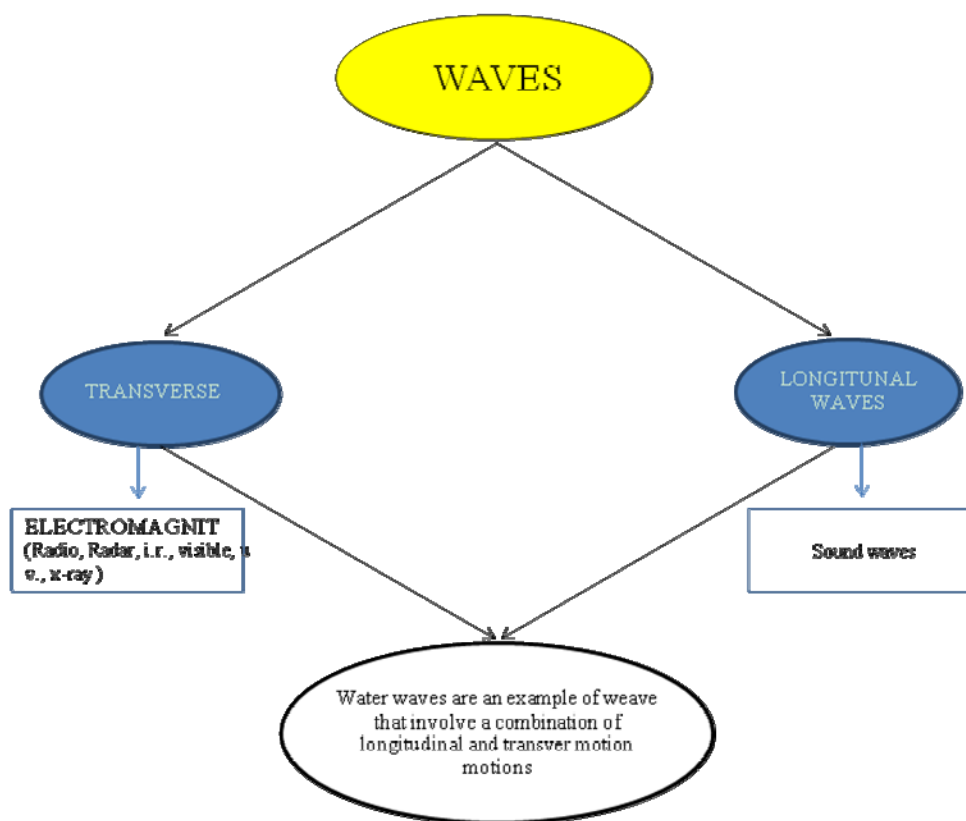 WAVES
TRANSVERSE
LONGITUNAL
WAVES
ELECTROMAGNIT
(Radio, Radar, i.r., visible, u
v., x-ray)
Sound waves
Water waves are an example of weave
that involve a combination of
longitudinal and transver motion
motions